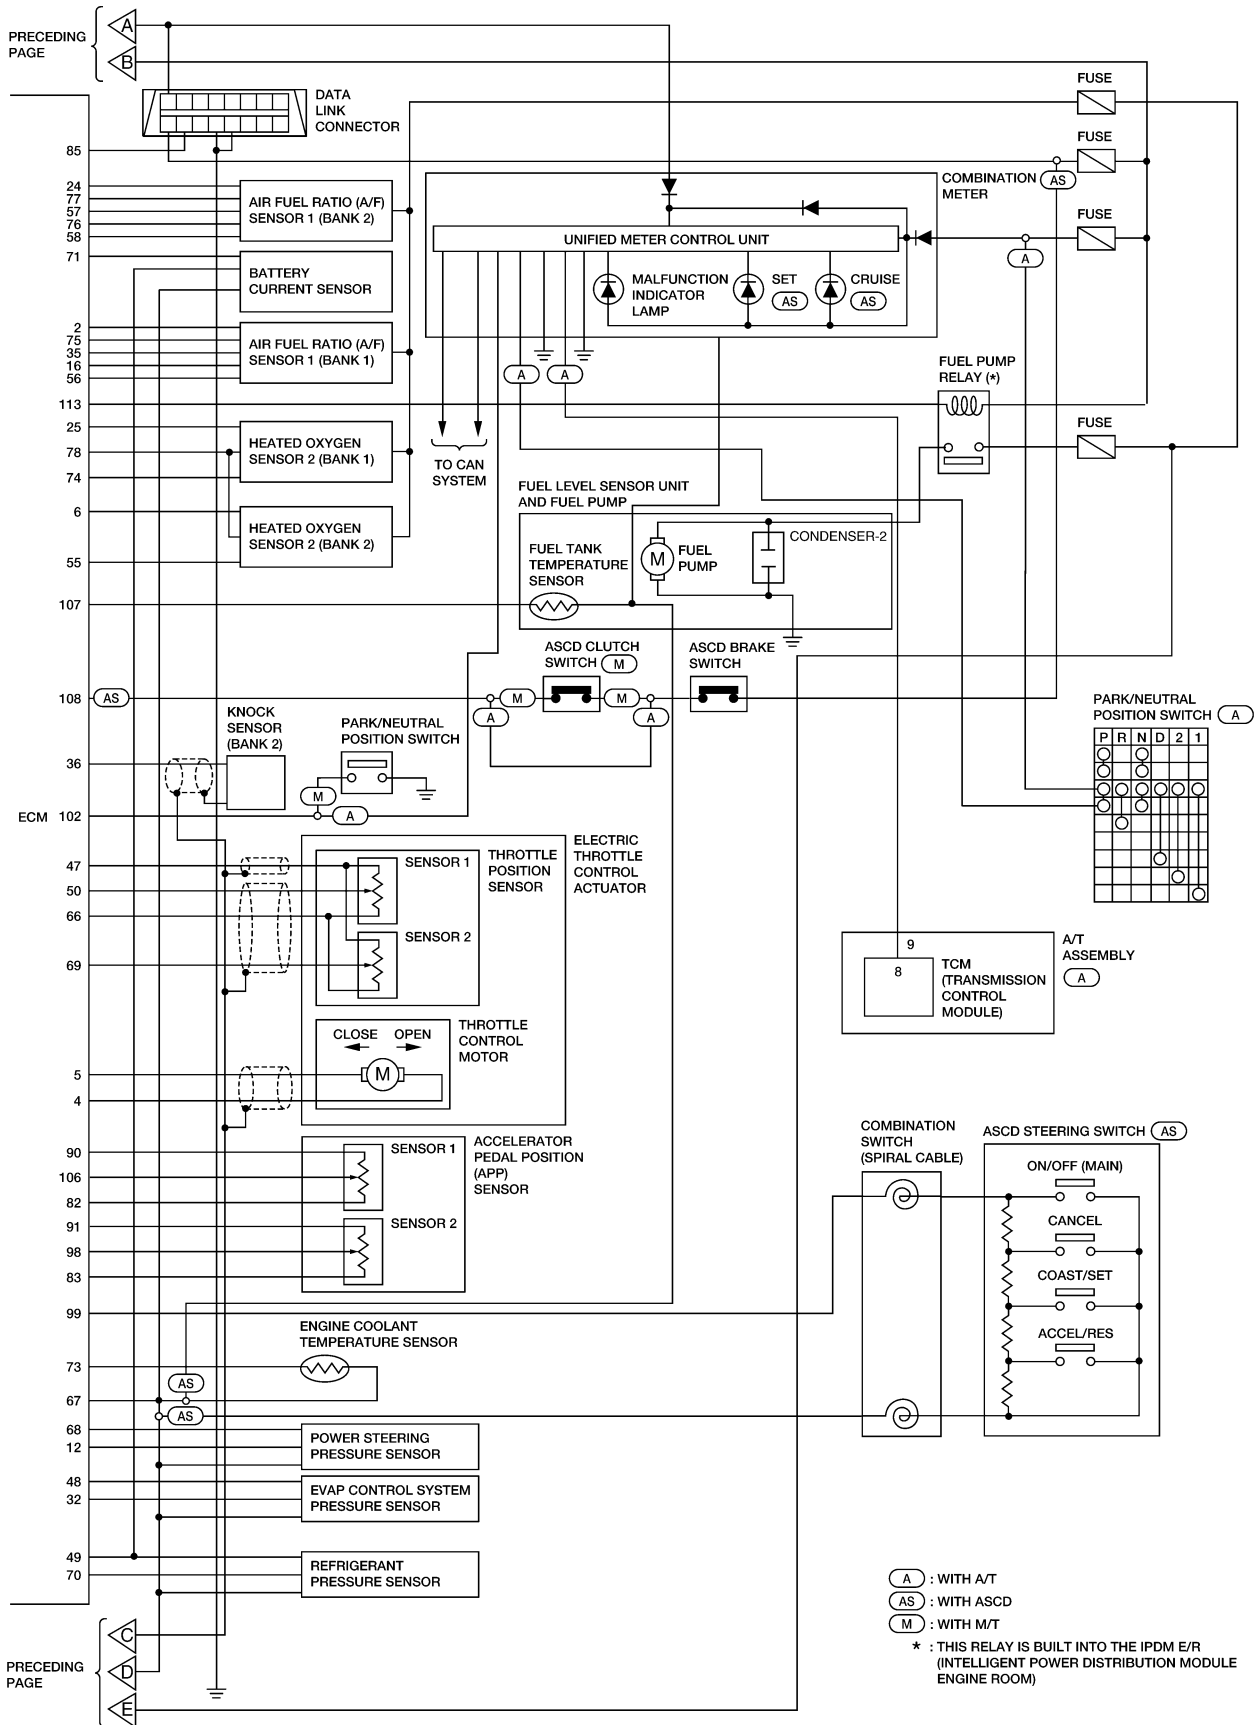 PRECEDING
PAGE
A
B
DATA
LINK
CONNECTOR
FUSE
FUSE
85
24
77
57
76
58
AIR FUEL RATIO (A/F)
SENSOR 1 (BANK 2)
COMBINATION
METER
AS
FUSE
UNIFIED METER CONTROL UNIT
A
71
BATTERY
CURRENT SENSOR
MALFUNCTION
INDICATOR
LAMP
SET
AS
CRUISE
AS
2
75
35
16
56
AIR FUEL RATIO (A/F)
SENSOR 1 (BANK 1)
A
A
FUEL PUMP
RELAY (*)
113
25
78
74
HEATED OXYGEN
SENSOR 2 (BANK 1)
FUSE
TO CAN
SYSTEM
6
55
HEATED OXYGEN
SENSOR 2 (BANK 2)
FUEL LEVEL SENSOR UNIT
AND FUEL PUMP
FUEL TANK
TEMPERATURE
SENSOR
M
FUEL
PUMP
CONDENSER-2
107
ASCD CLUTCH
SWITCH
M
ASCD BRAKE
SWITCH
108
AS
M
M
A
A
PARK/NEUTRAL
POSITION SWITCH
A
P R N D 2 1
KNOCK
SENSOR
(BANK 2)
PARK/NEUTRAL
POSITION SWITCH
36
M
A
ECM
102
ELECTRIC
THROTTLE
CONTROL
ACTUATOR
47
50
66
69
SENSOR 1
THROTTLE
POSITION
SENSOR
SENSOR 2
9
8
TCM
(TRANSMISSION
CONTROL
MODULE)
A/T
ASSEMBLY
A
THROTTLE
CONTROL
MOTOR
CLOSE
OPEN
M
5
4
90
106
82
91
98
83
SENSOR 1
SENSOR 2
ACCELERATOR
PEDAL POSITION
(APP)
SENSOR
COMBINATION
SWITCH
(SPIRAL CABLE)
ASCD STEERING SWITCH
AS
ON/OFF (MAIN)
CANCEL
COAST/SET
ACCEL/RES
99
ENGINE COOLANT
TEMPERATURE SENSOR
73
AS
67
AS
68
12
POWER STEERING
PRESSURE SENSOR
48
32
EVAP CONTROL SYSTEM
PRESSURE SENSOR
49
70
REFRIGERANT
PRESSURE SENSOR
A : WITH A/T
AS : WITH ASCD
M : WITH M/T
* : THIS RELAY IS BUILT INTO THE IPDM E/R
(INTELLIGENT POWER DISTRIBUTION MODULE
ENGINE ROOM)
PRECEDING
PAGE
C
D
E